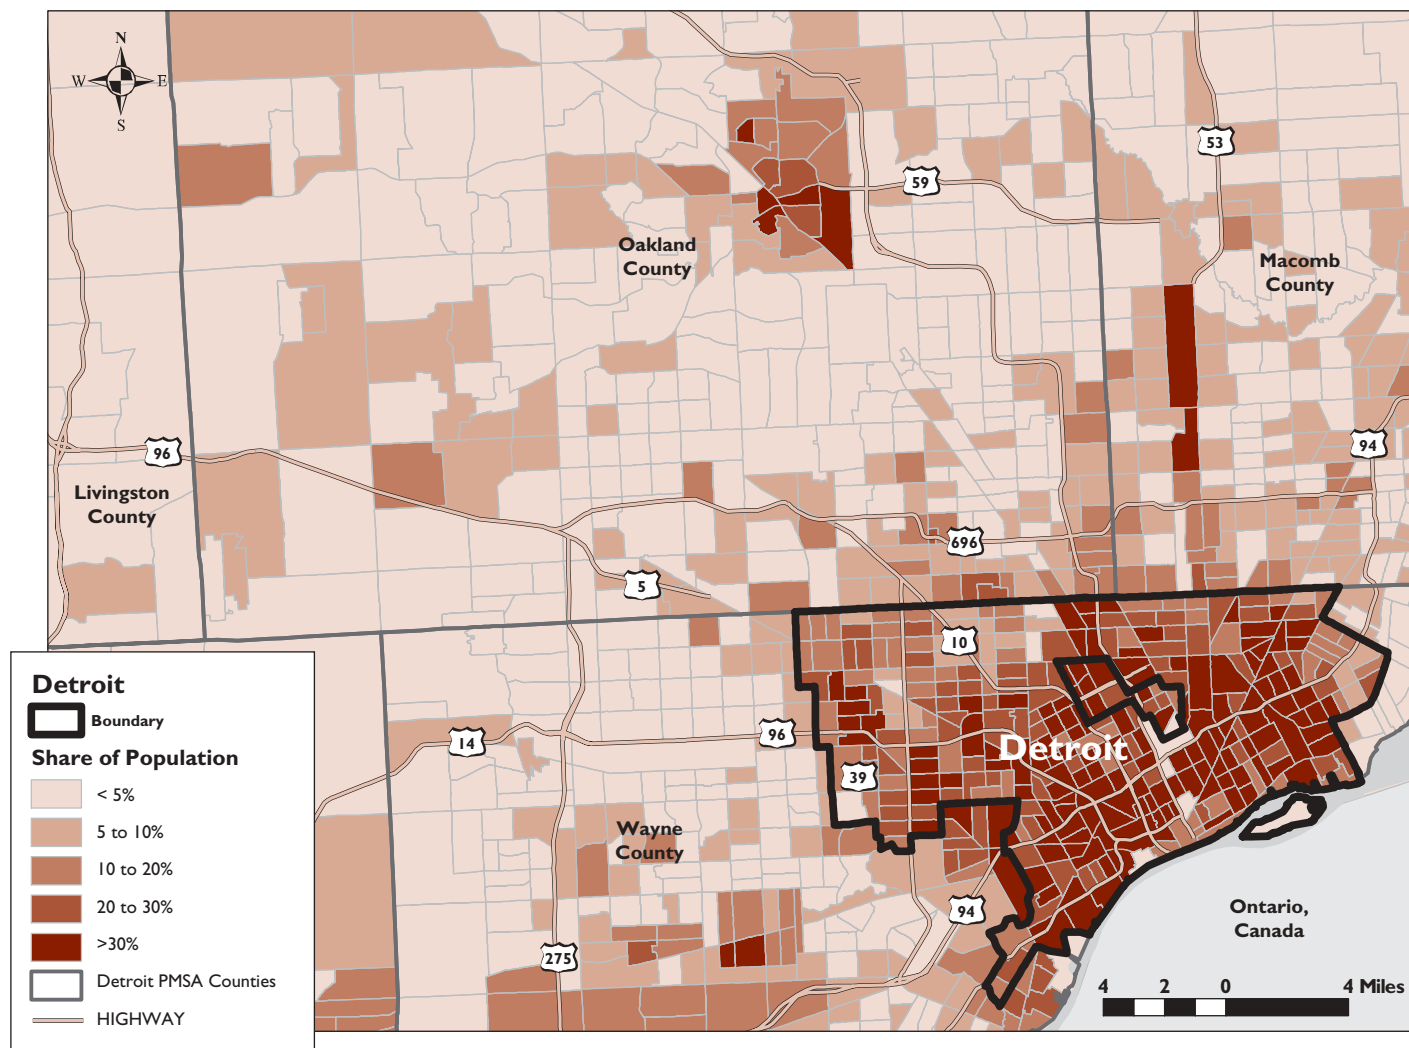 N
W E
S
53
59
Oakland
County
Macomb
County
96
94
Livingston
County
696
5
10
14
96
39
Detroit
Wayne
County
94
275
Ontario,
Canada
4 2 0 4 Miles
Detroit
Boundary
Share of Population
< 5%
5 to 10%
10 to 20%
20 to 30%
>30%
Detroit PMSA Counties
HIGHWAY